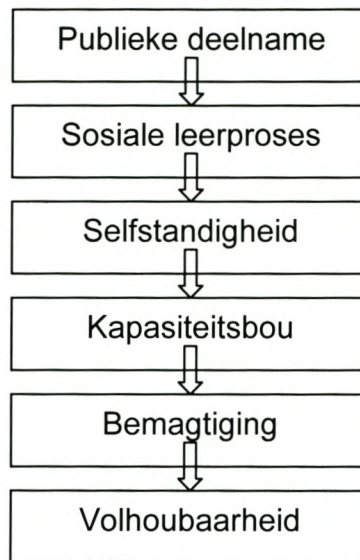 Publieke deelname
Sosiale leerproses
Selfstandigheid
Kapasiteitsbou
Bemagtiging
Volhoubaarheid